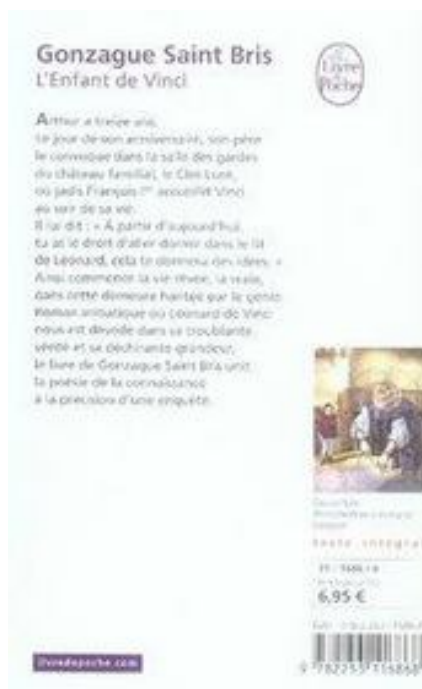 Gonzague Saint Bris
L'Enfant de Vinci
Le
Livre
de
Poche
Arthur a treize ans.
Le jour de son anniversaire, son père
le convoque dans la salle des gardes
du château familial, le Clos Lucé,
où jadis François Ier accueillit Vinci
au soir de sa vie.
Il lui dit : « À partir d'aujourd'hui,
tu as le droit d'aller dormir dans le lit
de Léonard, cela te donnera des idées. »
Ainsi commence la vie rêvée, la vraie,
dans cette demeure hantée par le génie.
Roman initiatique où Léonard de Vinci
nous est dévoilé dans sa troublante
vérité et sa déchirante grandeur,
le livre de Gonzague Saint Bris unit
la poésie de la connaissance
à la précision d'une enquête.
texte intégral
6,95 €
livredepoche.com